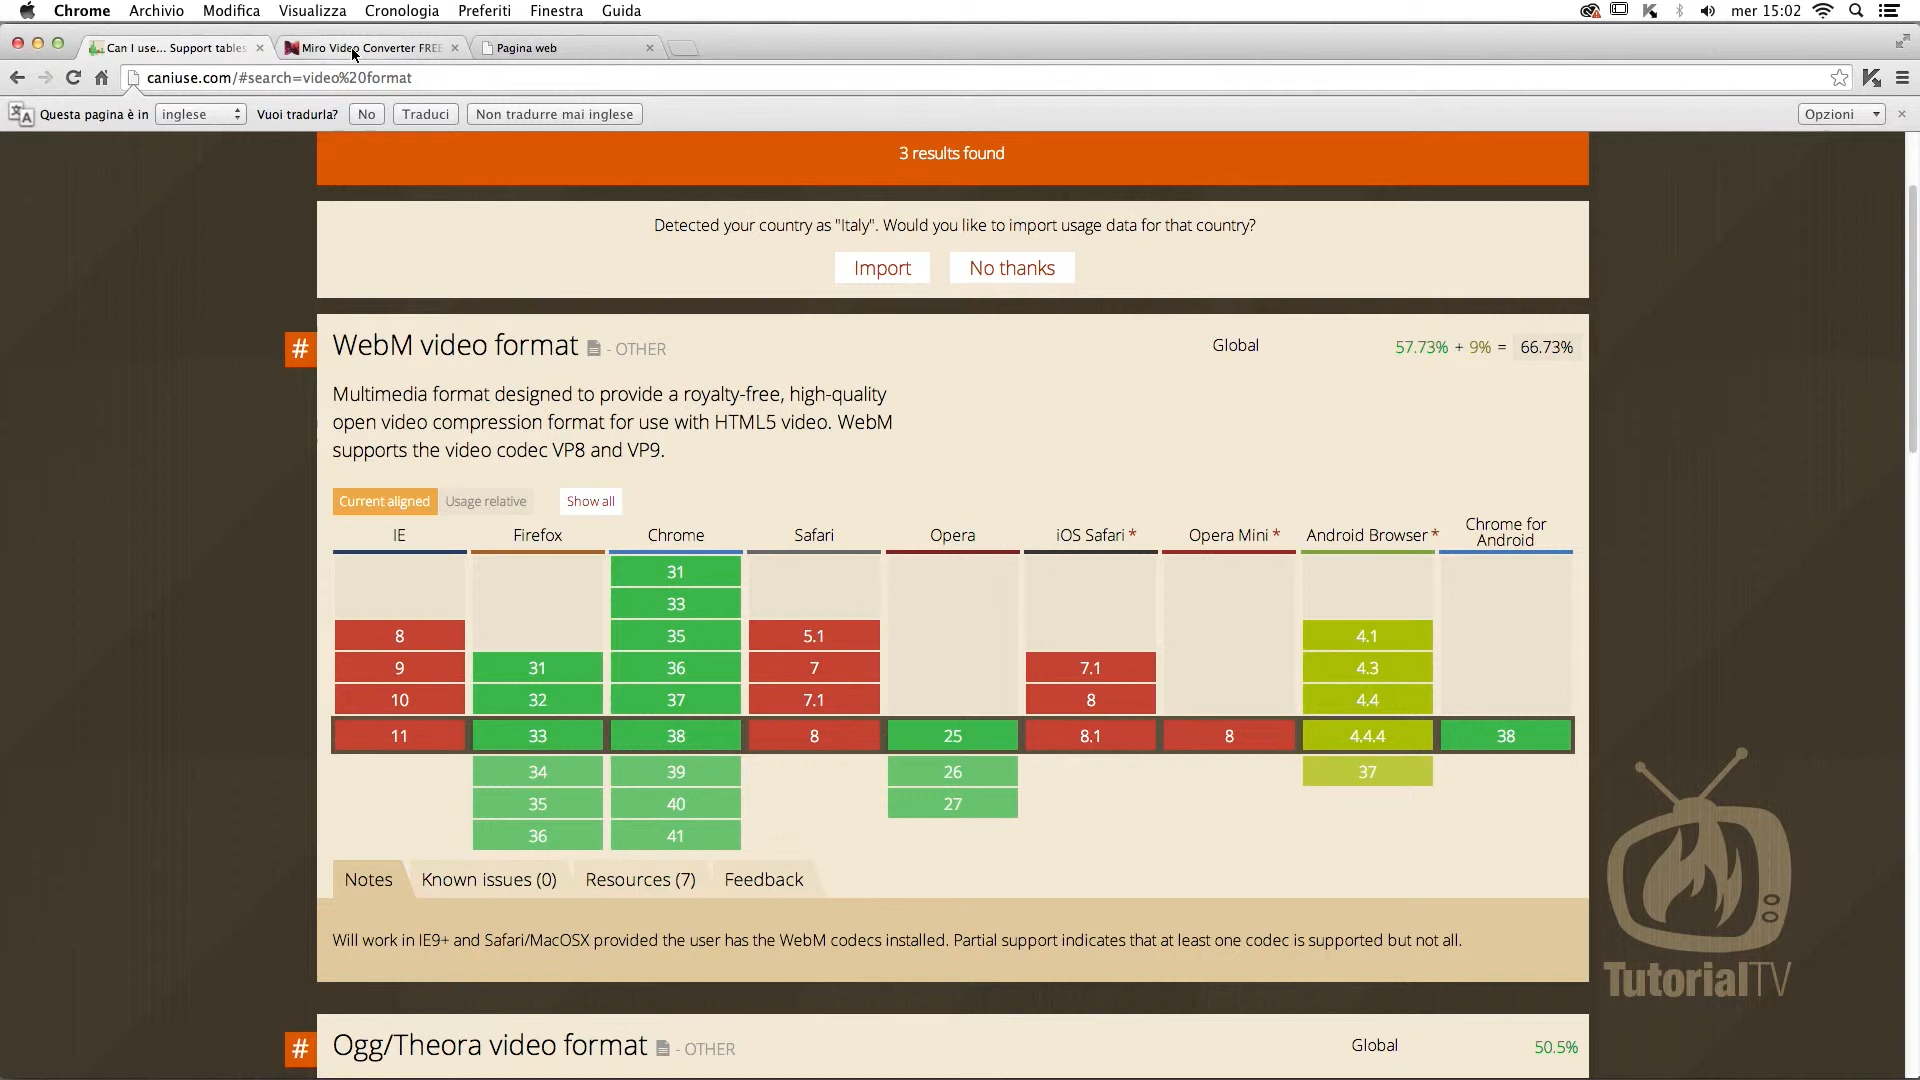 Chrome Archivio Modifica Visualizza Cronologia Preferiti Finestra Guida mer 15:02
Can I use... Support tables Miro Video Converter FREE Pagina web
caniuse.com/#search=video%20format
Questa pagina è in inglese Vuoi tradurla? No Traduci Non tradurre mai inglese Opzioni
3 results found
Detected your country as "Italy". Would you like to import usage data for that country?
Import No thanks
# WebM video format - OTHER Global 57.73% + 9% = 66.73%
Multimedia format designed to provide a royalty-free, high-quality
open video compression format for use with HTML5 video. WebM
supports the video codec VP8 and VP9.
Current aligned Usage relative Show all
IE Firefox Chrome Safari Opera iOS Safari * Opera Mini * Android Browser * Chrome for
Android
31
33
8 35 5.1 4.1
9 31 36 7 7.1 4.3
10 32 37 7.1 8 4.4
11 33 38 8 25 8.1 8 4.4.4 38
34 39 26 37
35 40 27
36 41
Notes Known issues (0) Resources (7) Feedback
Will work in IE9+ and Safari/MacOSX provided the user has the WebM codecs installed. Partial support indicates that at least one codec is supported but not all.
TutorialTV
# Ogg/Theora video format - OTHER Global 50.5%